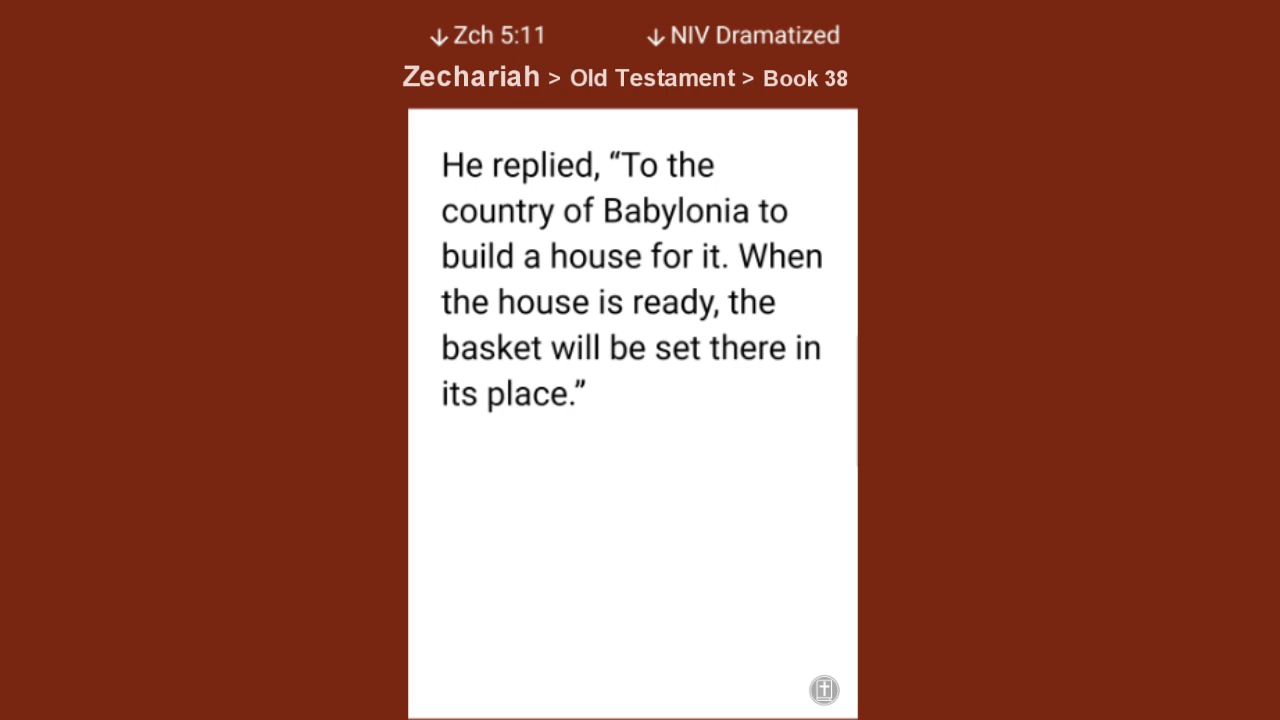 ↓ Zch 5:11 ↓ NIV Dramatized
Zechariah > Old Testament > Book 38
He replied, “To the
country of Babylonia to
build a house for it. When
the house is ready, the
basket will be set there in
its place.”